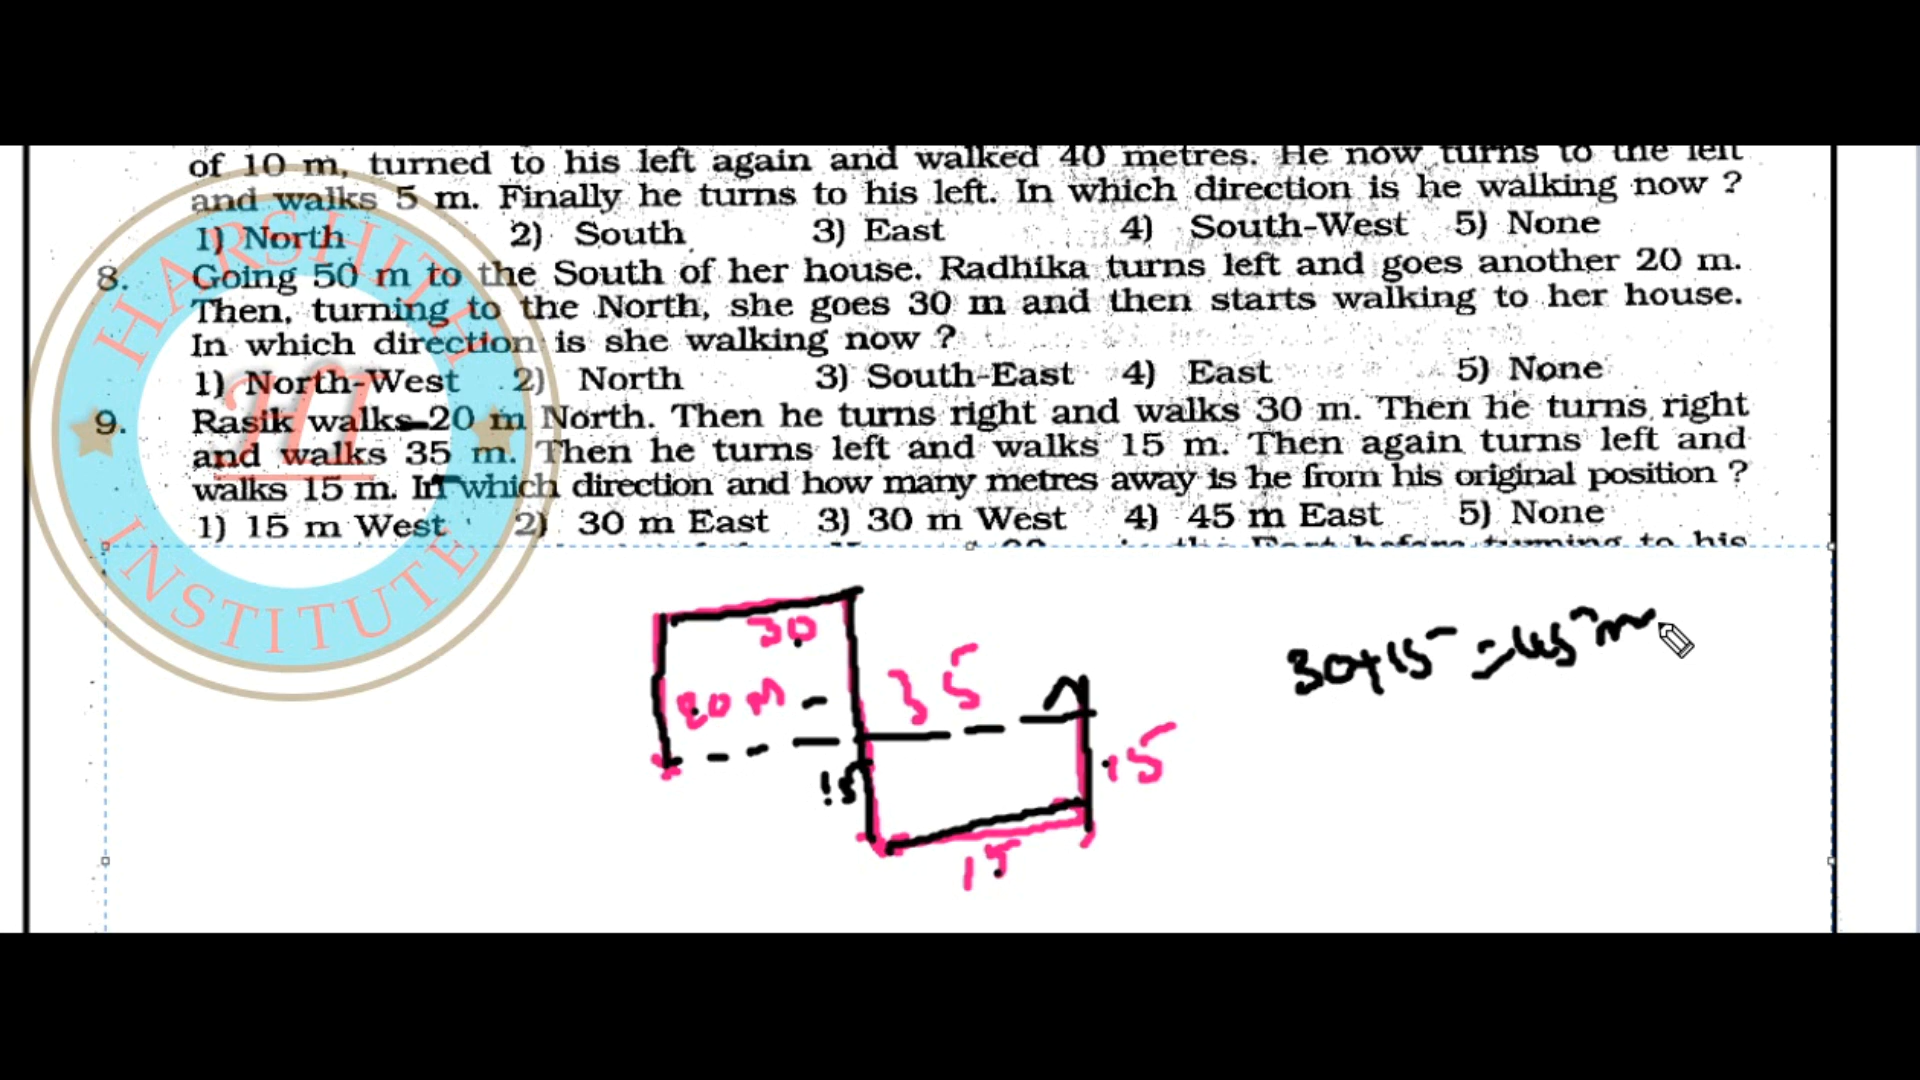 of 10 m, turned to his left again and walked 40 metres. He now turns to the left
and walks 5 m. Finally he turns to his left. In which direction is he walking now ?
1) North 2) South 3) East 4) South-West 5) None
8. Going 50 m to the South of her house. Radhika turns left and goes another 20 m.
Then, turning to the North, she goes 30 m and then starts walking to her house.
In which direction is she walking now ?
1) North-West 2) North 3) South-East 4) East 5) None
9. Rasik walks 20 m North. Then he turns right and walks 30 m. Then he turns right
and walks 35 m. Then he turns left and walks 15 m. Then again turns left and
walks 15 m. In which direction and how many metres away is he from his original position ?
1) 15 m West 2) 30 m East 3) 30 m West 4) 45 m East 5) None
HARSHITE
INSTITUTE
30
20 m
35
15
15
15
30+15 = 45 m